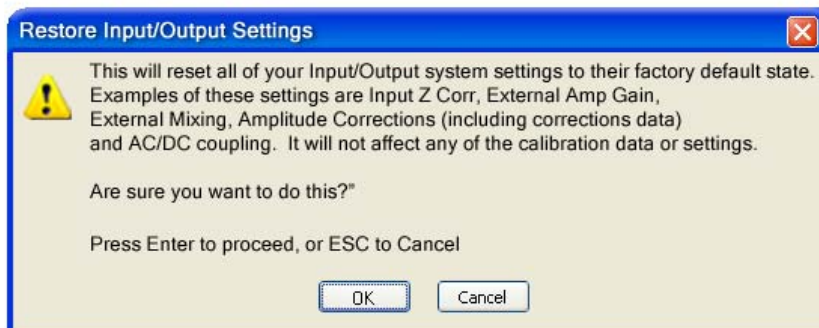 Restore Input/Output Settings
This will reset all of your Input/Output system settings to their factory default state.
Examples of these settings are Input Z Corr, External Amp Gain,
External Mixing, Amplitude Corrections (including corrections data)
and AC/DC coupling.  It will not affect any of the calibration data or settings.
Are sure you want to do this?"
Press Enter to proceed, or ESC to Cancel
OK
Cancel